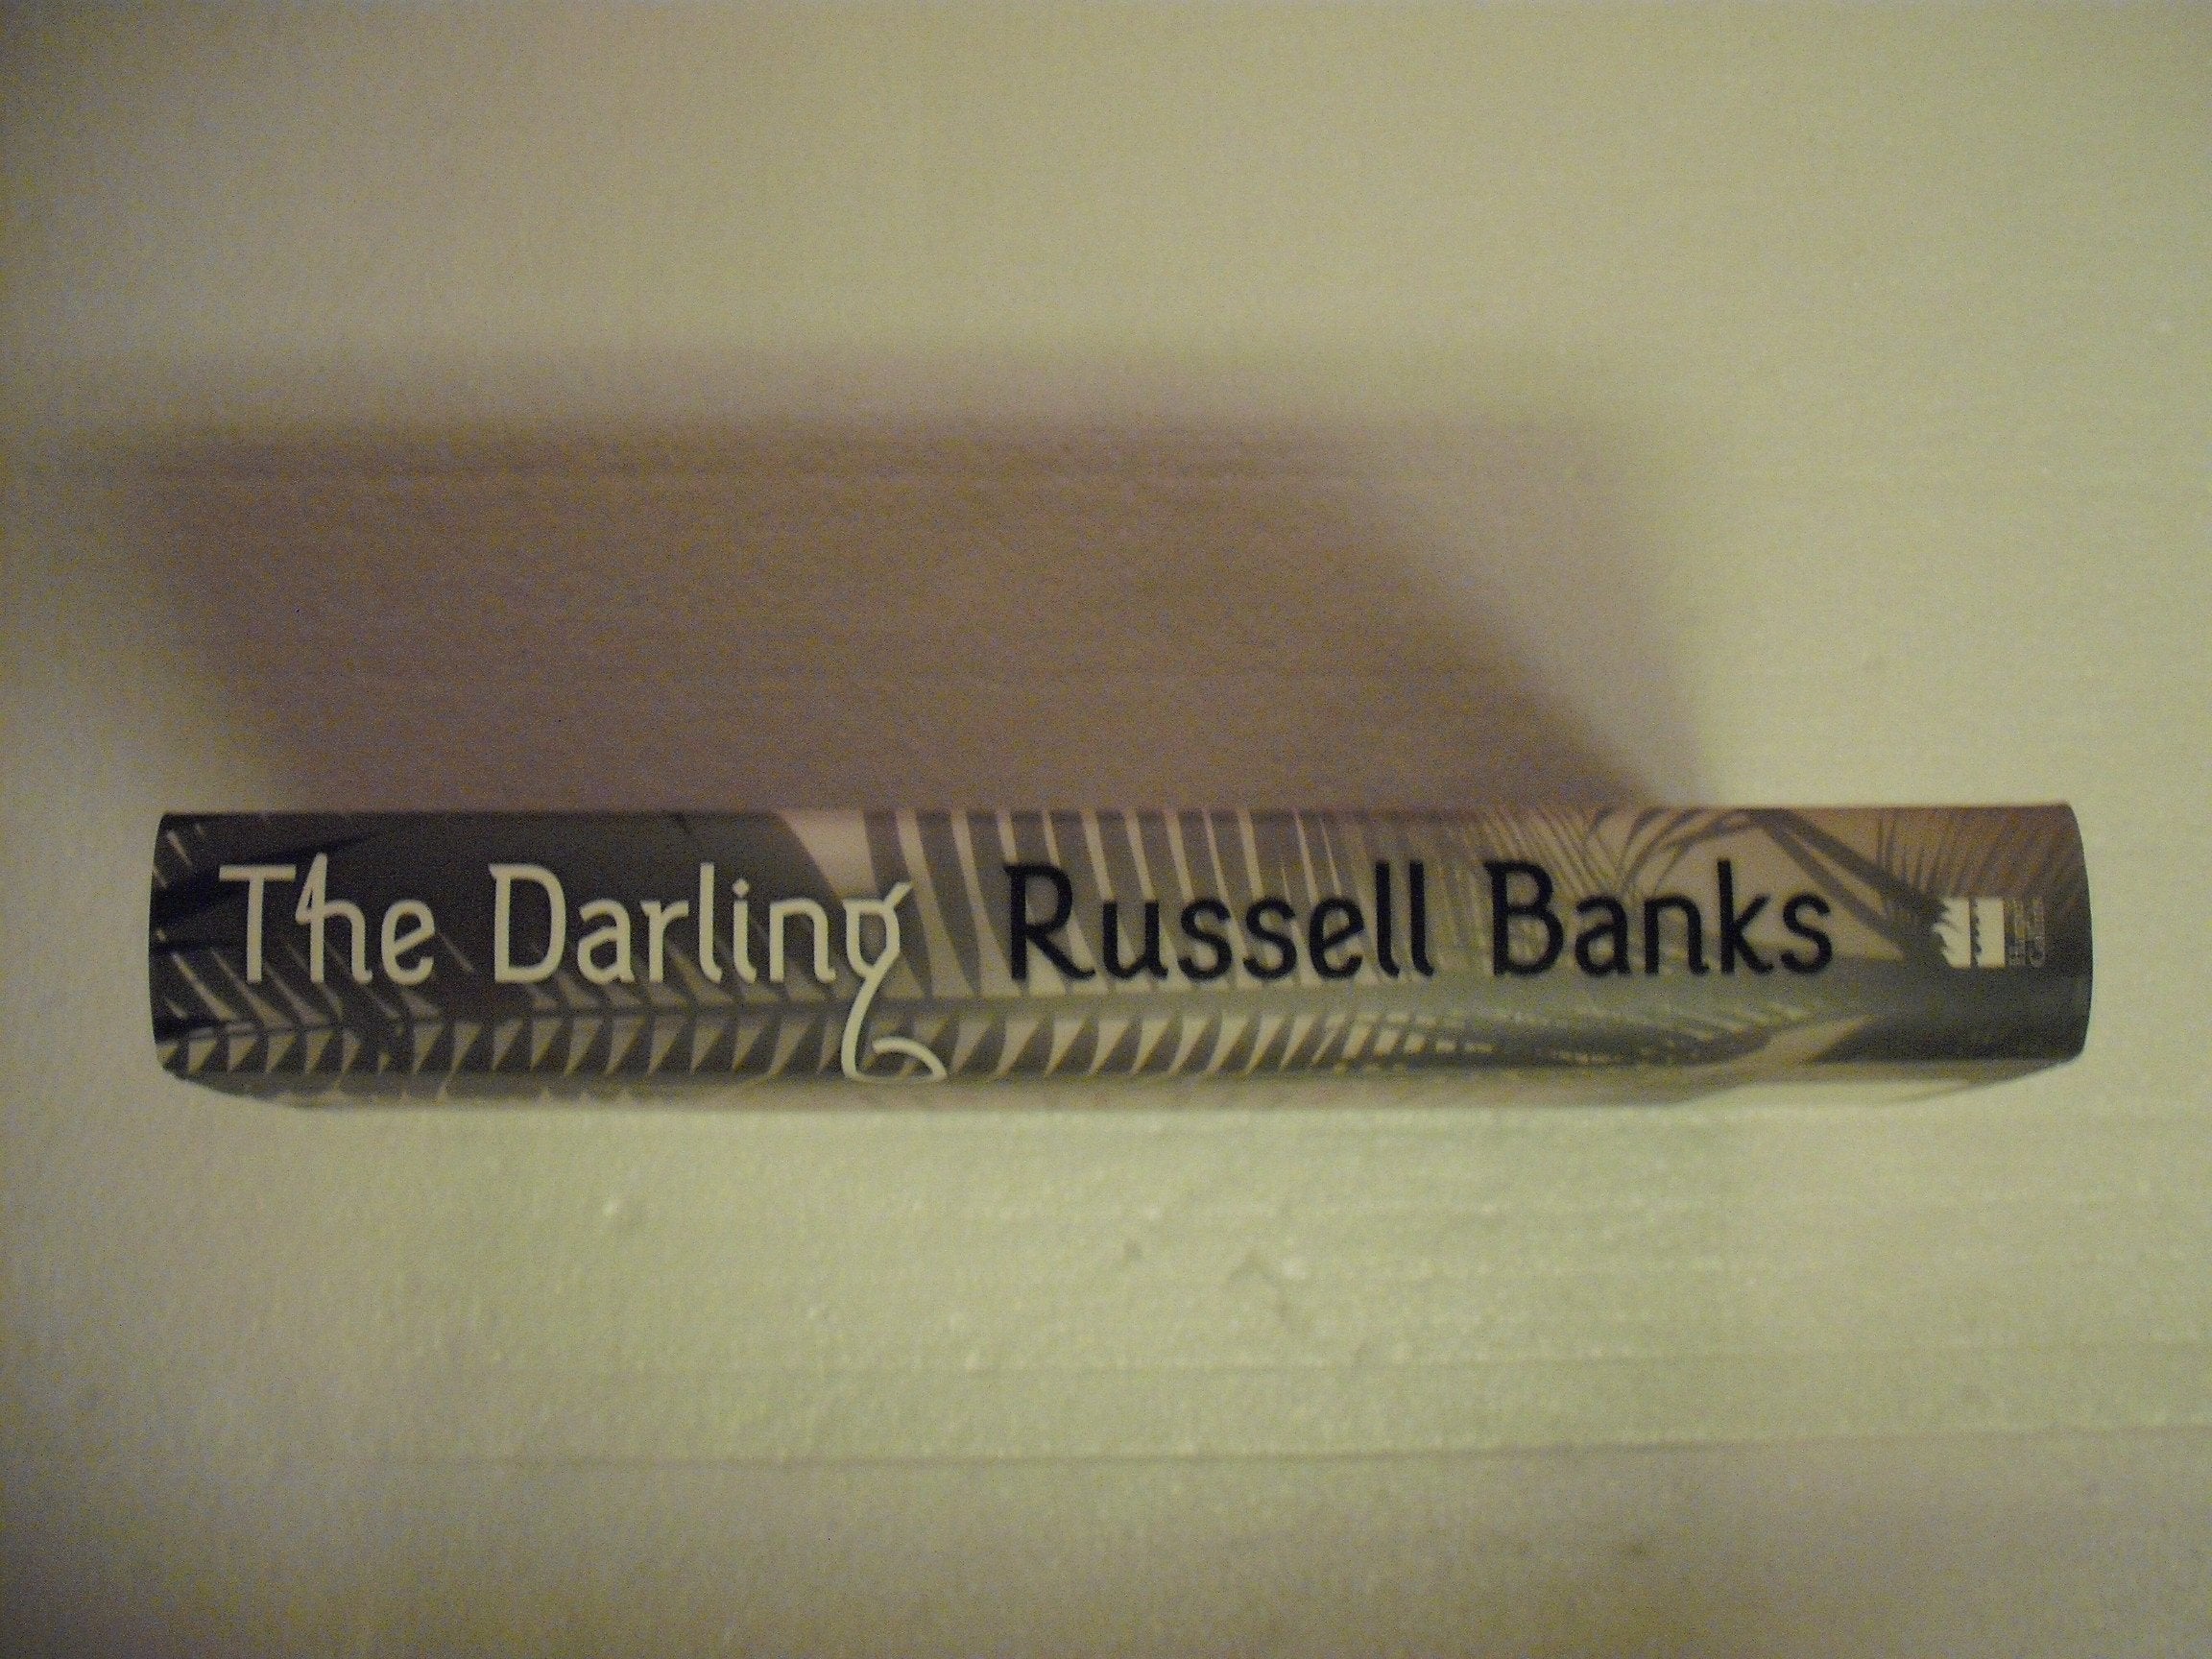 The Darling Russell Banks